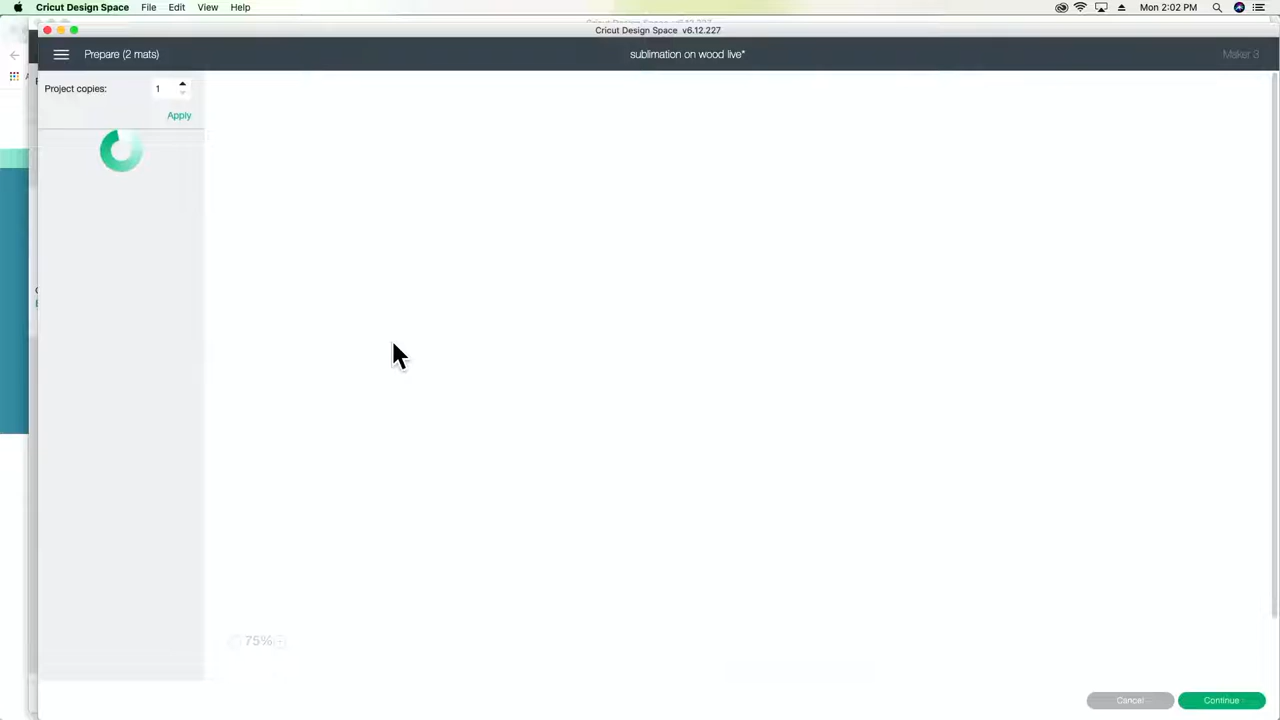 Cricut Design Space File Edit View Help Mon 2:02 PM
Cricut Design Space v6.12.227
Prepare (2 mats) sublimation on wood live* Maker 3
Project copies: 1
Apply
75%
Cancel Continue